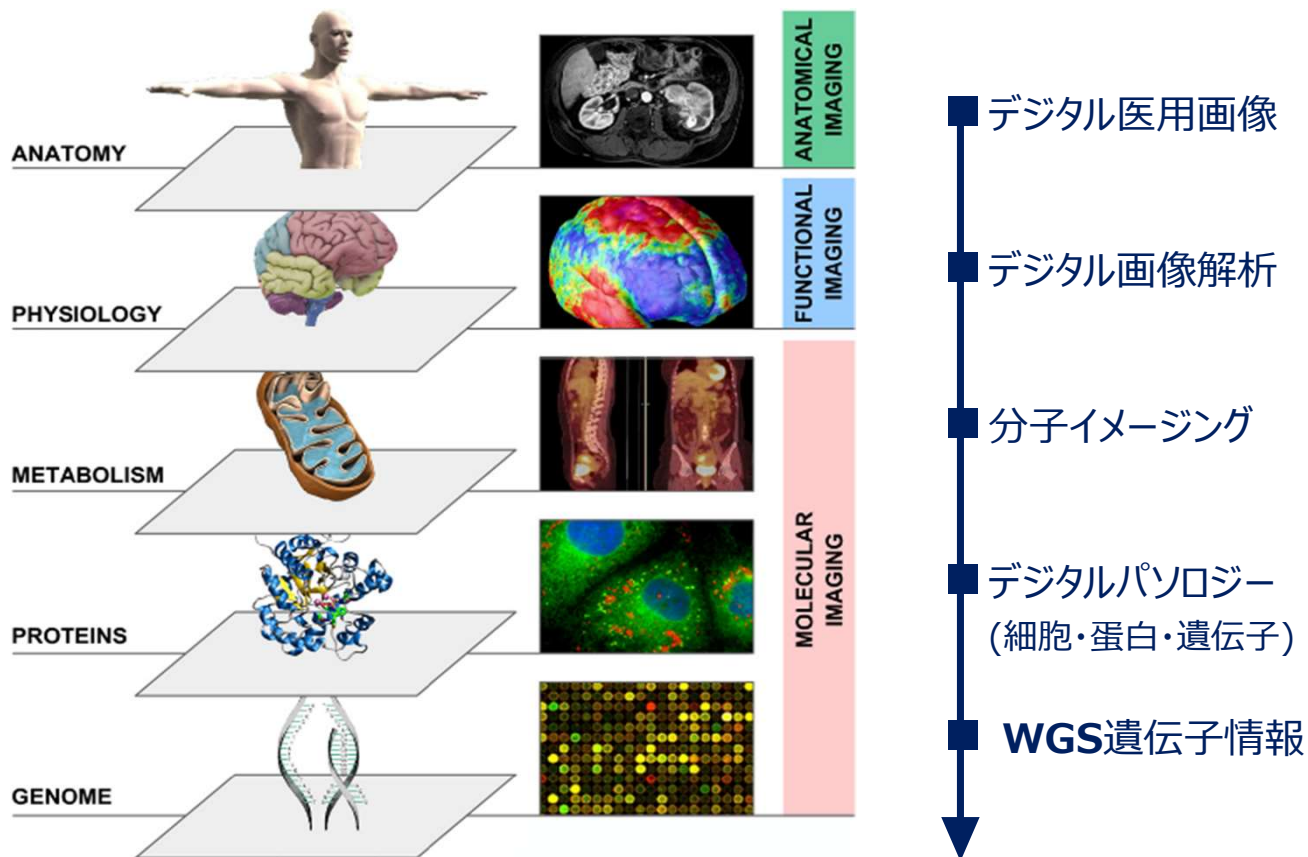 ANATOMY
ANATOMICAL
IMAGING
デジタル医用画像
PHYSIOLOGY
FUNCTIONAL
IMAGING
デジタル画像解析
METABOLISM
分子イメージング
PROTEINS
MOLECULAR
IMAGING
デジタルパソロジー
(細胞・蛋白・遺伝子)
GENOME
WGS遺伝子情報